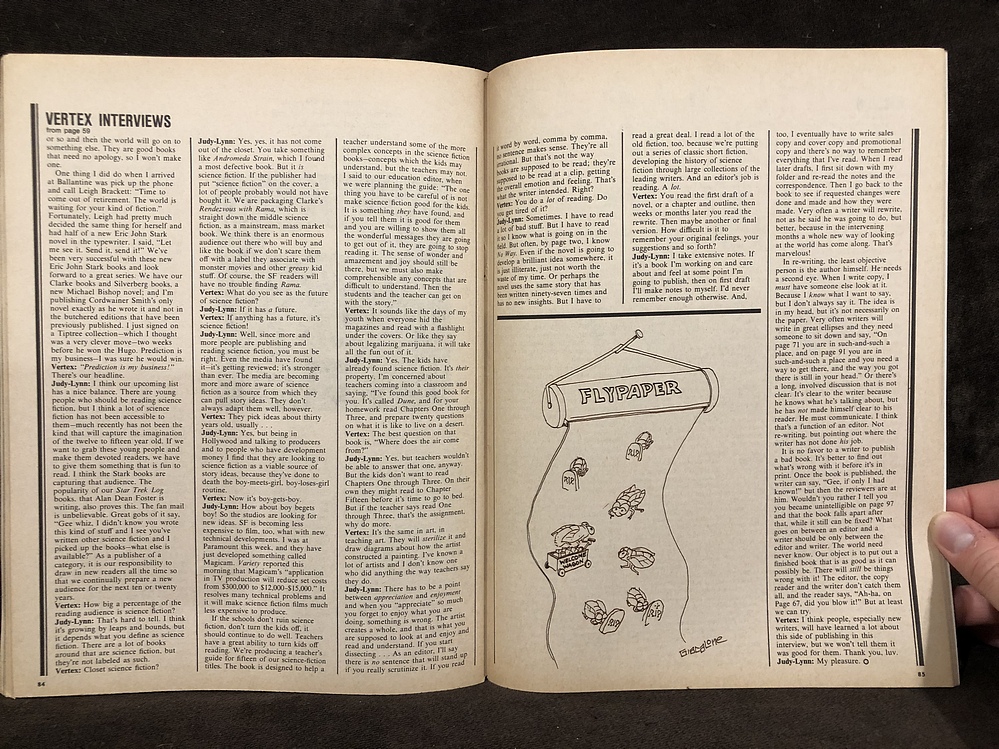 VERTEX INTERVIEWS
from page 59
or so and then the world will go on to
something else. They are good books
that need no apology, so I won't make
one.
One thing I did do when I arrived
at Ballantine was pick up the phone
and call Leigh Brackett: "Time to
come out of retirement. The world is
waiting for your kind of fiction."
Fortunately, Leigh had pretty much
decided the same thing for herself and
had half of a new Eric John Stark
novel in the typewriter. I said, "Let
me see it. Send it, send it!" We've
been very successful with these new
Eric John Stark books and look
forward to a great series. We have our
Clarke books and Silverberg books, a
new Michael Bishop novel; and I'm
publishing Cordwainer Smith's only
novel exactly as he wrote it and not in
the butchered editions that have been
previously published. I just signed on
a Tiptree collection—which I thought
was a very clever move—two weeks
before he won the Hugo. Prediction is
my business—I was sure he would win.
Vertex: "Prediction is my business!"
There's our headline.
Judy-Lynn: I think our upcoming list
has a nice balance. There are young
people who should be reading science
fiction, but I think a lot of science
fiction has not been accessible to
them—much recently has not been the
kind that will capture the imagination
of the twelve to fifteen year old. If we
want to grab these young people and
make them devoted readers, we have
to give them something that is fun to
read. I think the Stark books are
capturing that audience. The
popularity of our Star Trek Log
books, that Alan Dean Foster is
writing, also proves this. The fan mail
is unbelievable. Great gobs of it say,
"Gee whiz, I didn't know you wrote
this kind of stuff and I see you've
written other science fiction and I
picked up the books—what else is
available?" As a publisher of a
category, it is our responsibility to
draw in new readers all the time so
that we continually prepare a new
audience for the next ten or twenty
years.
Vertex: How big a percentage of the
reading audience is science fiction?
Judy-Lynn: That's hard to tell. I think
it's growing by leaps and bounds, but
it depends what you define as science
fiction. There are a lot of books
around that are science fiction, but
they're not labeled as such.
Vertex: Closet science fiction?
84
Judy-Lynn: Yes, yes, it has not come
out of the closet. You take something
like Andromeda Strain, which I found
a most defective book. But it is
science fiction. If the publisher had
put "science fiction" on the cover, a
lot of people probably would not have
bought it. We are packaging Clarke's
Rendezvous with Rama, which is
straight down the middle science
fiction, as a mainstream, mass market
book. We think there is an enormous
audience out there who will buy and
like the book if we don't scare them
off with a label they associate with
monster movies and other greasy kid
stuff. Of course, the SF readers will
have no trouble finding Rama.
Vertex: What do you see as the future
of science fiction?
Judy-Lynn: If it has a future.
Vertex: If anything has a future, it's
science fiction!
Judy-Lynn: Well, since more and
more people are publishing and
reading science fiction, you must be
right. Even the media have found
it—it's getting reviewed; it's stronger
than ever. The media are becoming
more and more aware of science
fiction as a source from which they
can pull story ideas. They don't
always adapt them well, however.
Vertex: They pick ideas about thirty
years old, usually . . .
Judy-Lynn: Yes, but being in
Hollywood and talking to producers
and to people who have development
money I find that they are looking to
science fiction as a viable source of
story ideas, because they've done to
death the boy-meets-girl, boy-loses-girl
routine.
Vertex: Now it's boy-gets-boy.
Judy-Lynn: How about boy begets
boy! So the studios are looking for
new ideas. SF is becoming less
expensive to film, too, what with new
technical developments. I was at
Paramount this week, and they have
just developed something called
Magicam. Variety reported this
morning that Magicam's "application
in TV production will reduce set costs
from $300,000 to $12,000–$15,000." It
resolves many technical problems and
it will make science fiction films much
less expensive to produce.
If the schools don't turn science
fiction, don't turn the kids off, it
should continue to do well. Teachers
have a great ability to turn kids off
reading. We're producing a teacher's
guide for fifteen of our science-fiction
titles. The book is designed to help a
teacher understand some of the more
complex concepts in the science fiction
books—concepts which the kids may
understand, but the teachers may not.
I said to our education editor, when
we were planning the guide: "The one
thing you have to be careful of is not
make science fiction good for the kids.
It is something they have found, and
if you tell them it is good for them
and you are willing to show them all
the wonderful messages they are going
to get out of it, they are going to stop
reading it. The sense of wonder and
amazement and joy should still be
there, but we must also make
comprehensible any concepts that are
difficult to understand. Then the
students and the teacher can get on
with the story."
Vertex: It sounds like the days of my
youth when everyone hid the
magazines and read with a flashlight
under the covers. Or like they say
about legalizing marijuana, it will take
all the fun out of it.
Judy-Lynn: Yes. The kids have
already found science fiction. It's their
property. I'm concerned about
teachers coming into a classroom and
saying, "I've found this good book for
you. It's called Dune, and for your
homework read Chapters One through
Three, and prepare twenty questions
on what it is like to live on a desert.
Vertex: The best question on that
book is, "Where does the air come
from?"
Judy-Lynn: Yes, but teachers wouldn't
be able to answer that one, anyway.
But the kids don't want to read
Chapters One through Three. On their
own they might read to Chapter
Fifteen before it's time to go to bed.
But if the teacher says read One
through Three, that's the assignment,
why do more.
Vertex: It's the same in art, in
teaching art. They will sterilize it and
draw diagrams about how the artist
constructed a painting. I've known a
lot of artists and I don't know one
who did anything the way teachers say
they do.
Judy-Lynn: There has to be a point
between appreciation and enjoyment
and when you "appreciate" so much
you forget to enjoy what you are
doing, something is wrong. The artist
creates a whole, and that is what you
are supposed to look at and enjoy and
read and understand. If you start
dissecting . . . As an editor, I'll say
there is no sentence that will stand up
if you really scrutinize it. If you read
word by word, comma by comma,
no sentence makes sense. They're all
But that's not the way
books are supposed to be read; they're
supposed to be read at a clip, getting
the overall emotion and feeling. That's
what the writer intended. Right?
Vertex: You do a lot of reading. Do
you get tired of it?
Judy-Lynn: Sometimes. I have to read
a lot of bad stuff. But I have to read
it so I know what is going on in the
field. But often, by page two, I know
No Way. Even if the novel is going to
develop a brilliant idea somewhere, it
is just illiterate, just not worth the
waste of my time. Or perhaps the
novel uses the same story that has
been written ninety-seven times and
has no new insights. But I have to
read a great deal. I read a lot of the
old fiction, too, because we're putting
out a series of classic short fiction,
developing the history of science
fiction through large collections of the
leading writers. And an editor's job is
reading. A lot.
Vertex: You read the first draft of a
novel, or a chapter and outline, then
weeks or months later you read the
rewrite. Then maybe another or final
version. How difficult is it to
remember your original feelings, your
suggestions and so forth?
Judy-Lynn: I take extensive notes. If
it's a book I'm working on and care
about and feel at some point I'm
going to publish, then on first draft
I'll make notes to myself. I'd never
remember enough otherwise. And,
FLYPAPER
RIP
RIP
WELCOME
WAGON
RIP
RIP
too, I eventually have to write sales
copy and cover copy and promotional
copy and there's no way to remember
everything that I've read. When I read
later drafts, I first sit down with my
folder and re-read the notes and the
correspondence. Then I go back to the
book to see if requested changes were
done and made and how they were
made. Very often a writer will rewrite,
not as he said he was going to do, but
better, because in the intervening
months a whole new way of looking
at the world has come along. That's
marvelous!
In re-writing, the least objective
person is the author himself. He needs
a second eye. When I write copy, I
must have someone else look at it.
Because I know what I want to say,
but I don't always say it. The idea is
in my head, but it's not necessarily on
the paper. Very often writers will
write in great ellipses and they need
someone to sit down and say, "On
page 71 you are in such-and-such a
place, and on page 91 you are in
such-and-such a place and you need a
way to get there, and the way you got
there is still in your head." Or there's
a long, involved discussion that is not
clear. It's clear to the writer because
he knows what he's talking about, but
he has not made himself clear to his
reader. He must communicate. I think
that's a function of an editor. Not
re-writing, but pointing out where the
writer has not done his job.
It is no favor to a writer to publish
a bad book. It's better to find out
what's wrong with it before it's in
print. Once the book is published, the
writer can say, "Gee, if only I had
known!" but then the reviewers are at
him. Wouldn't you rather I tell you
you became unintelligible on page 97
and that the book falls apart after
that, while it still can be fixed? What
goes on between an editor and a
writer should be only between the
editor and writer. The world need
never know. Our object is to put out a
finished book that is as good as it can
possibly be. There will still be things
wrong with it! The editor, the copy
reader and the writer don't catch them
all, and the reader says, "Ah-ha, on
Page 67, did you blow it!" But at least
we can try.
Vertex: I think people, especially new
writers, will have learned a lot about
this side of publishing in this
interview, but we won't tell them it
was good for them. Thank you, luv.
Judy-Lynn: My pleasure.
85